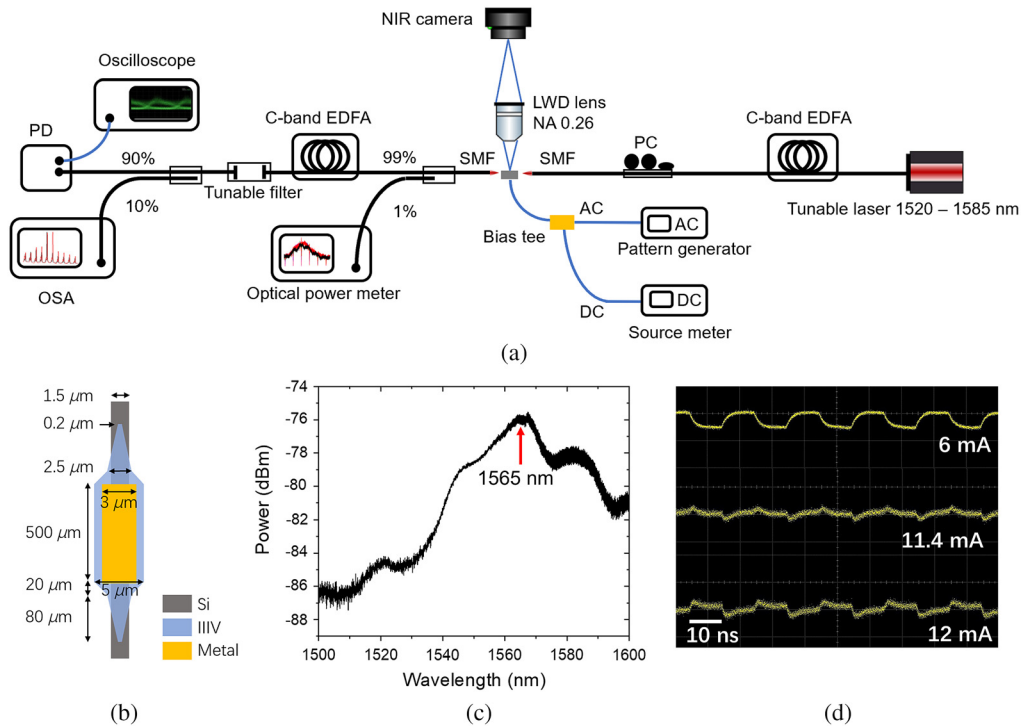 NIR camera
Oscilloscope
LWD lens
NA 0.26
C-band EDFA
C-band EDFA
PD
PC
90%
99%
SMF
SMF
Tunable filter
10%
1%
AC
Tunable laser 1520 – 1585 nm
AC
Bias tee
Pattern generator
OSA
Optical power meter
DC
DC
Source meter
(a)
1.5 μm
0.2 μm
2.5 μm
3 μm
500 μm
20 μm
5 μm
80 μm
Si
IIIV
Metal
(b)
-74
-76
-78
-80
-82
-84
-86
-88
Power (dBm)
1565 nm
1500 1520 1540 1560 1580 1600
Wavelength (nm)
(c)
6 mA
11.4 mA
12 mA
10 ns
(d)